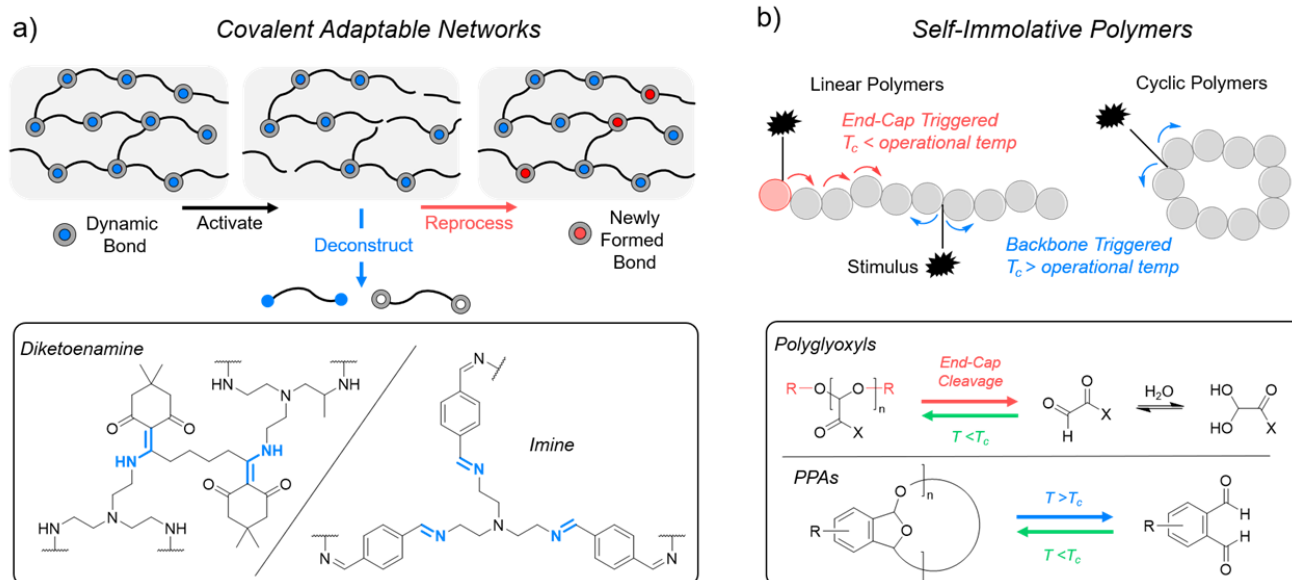 a)
Covalent Adaptable Networks
Dynamic
Bond
Activate
Deconstruct
Reprocess
Newly
Formed
Bond
Diketoenamine
HN
NH
N
NH
O
O
HN
NH
O
O
HN
N
NH
Imine
N
N
N
N
N
N
N
b)
Self-Immolative Polymers
Linear Polymers
Cyclic Polymers
End-Cap Triggered
Tc < operational temp
Backbone Triggered
Tc > operational temp
Stimulus
Polyglyoxyls
R
O
O
R
n
O
X
End-Cap
Cleavage
T <Tc
O
O
H
X
H2O
HO
O
HO
X
PPAs
O
n
O
R
T >Tc
T <Tc
O
H
R
H
O